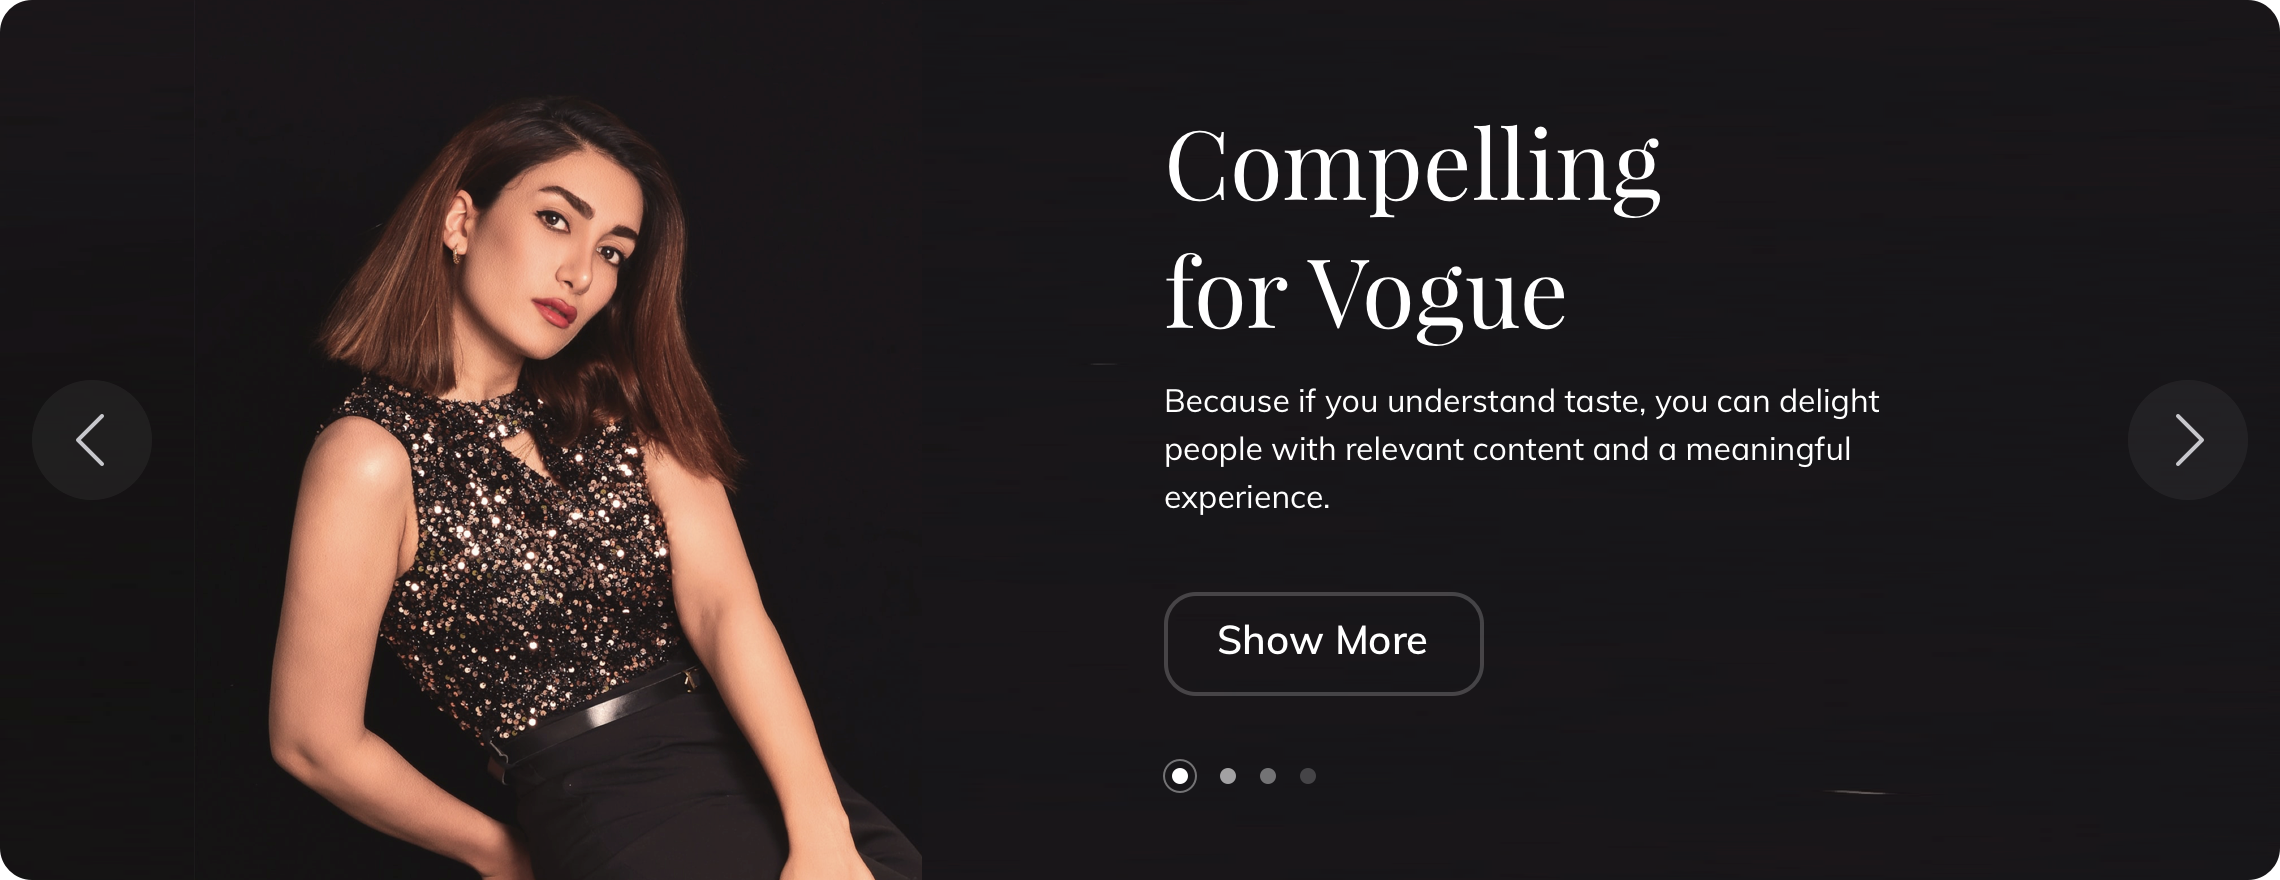 Compelling
for Vogue
Because if you understand taste, you can delight
people with relevant content and a meaningful
experience.
Show More